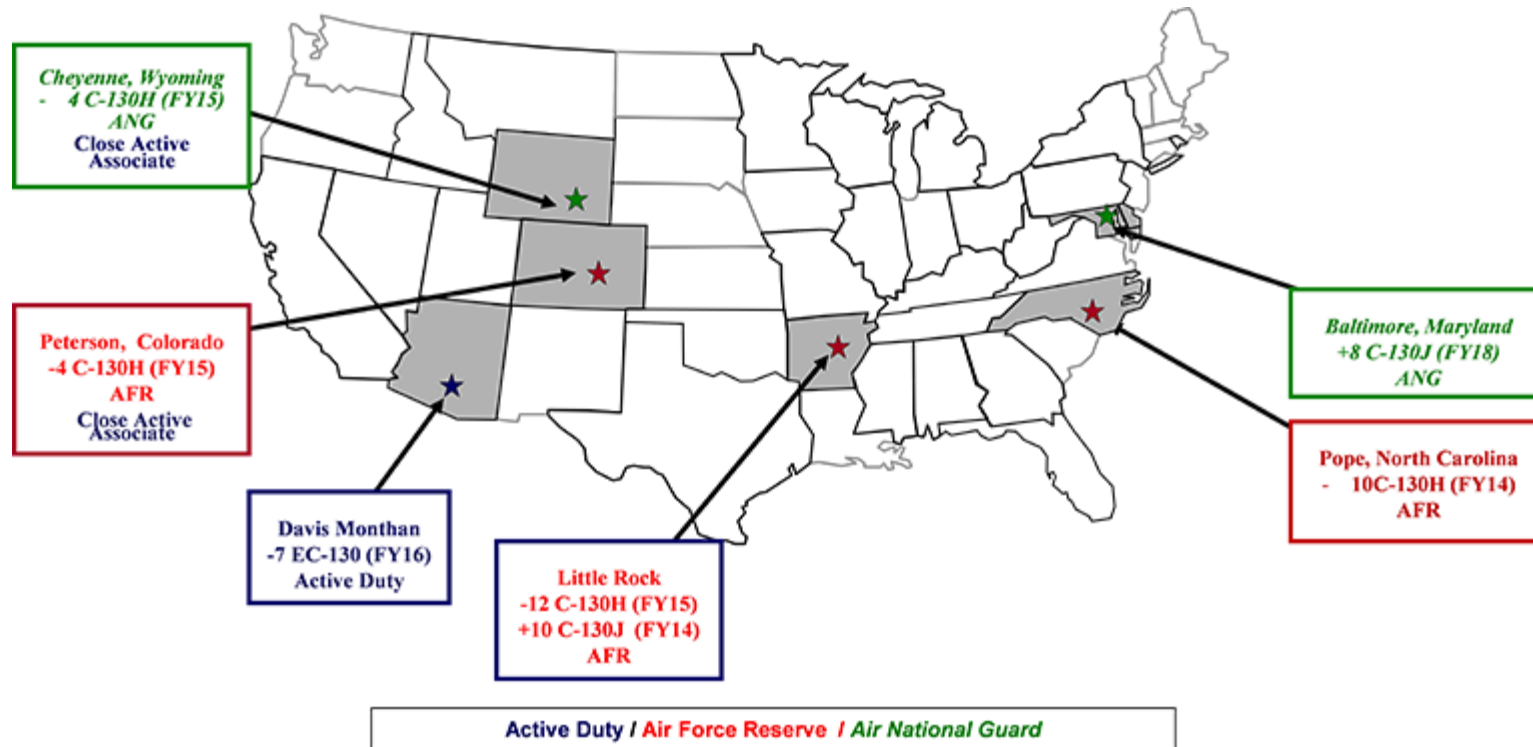 Cheyenne, Wyoming
- 4 C-130H (FY15)
ANG
Close Active
Associate
Peterson, Colorado
-4 C-130H (FY15)
AFR
Close Active
Associate
Davis Monthan
-7 EC-130 (FY16)
Active Duty
Little Rock
-12 C-130H (FY15)
+10 C-130J (FY14)
AFR
Baltimore, Maryland
+8 C-130J (FY18)
ANG
Pope, North Carolina
- 10C-130H (FY14)
AFR
Active Duty / Air Force Reserve / Air National Guard